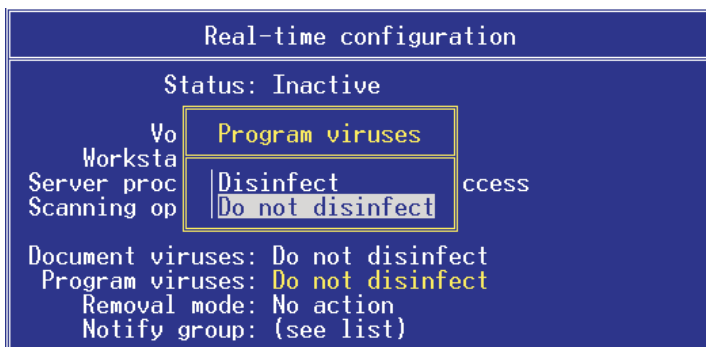 Real-time configuration
Status: Inactive
Vo
Program viruses
Worksta
Server proc
Disinfect
ccess
Scanning op
Do not disinfect
Document viruses: Do not disinfect
Program viruses: Do not disinfect
Removal mode: No action
Notify group: (see list)